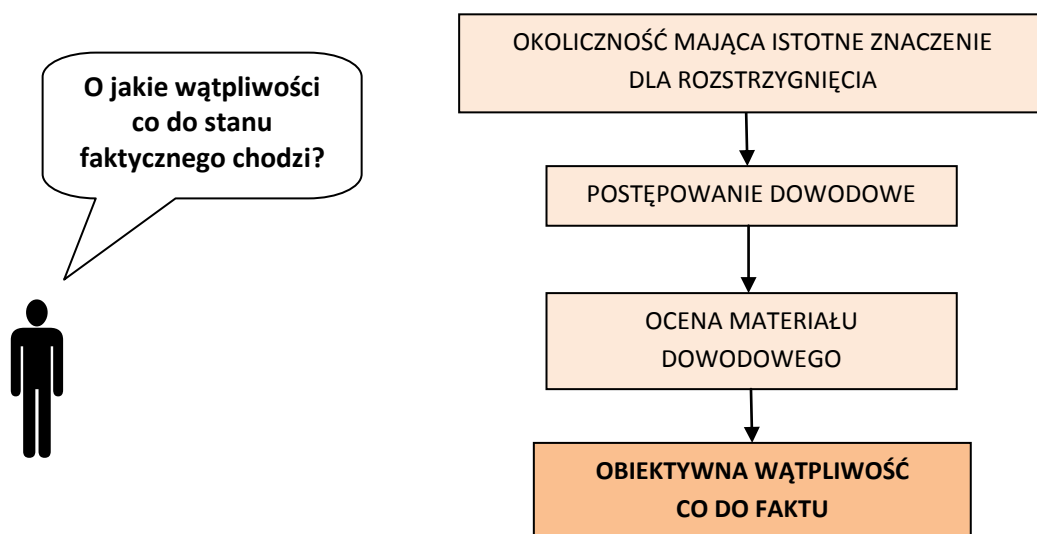 O jakie wątpliwości
co do stanu
faktycznego chodzi?
OKOLICZNOŚĆ MAJĄCA ISTOTNE ZNACZENIE
DLA ROZSTRZYGNIĘCIA
POSTĘPOWANIE DOWODOWE
OCENA MATERIAŁU
DOWODOWEGO
OBIEKTYWNA WĄTPLIWOŚĆ
CO DO FAKTU